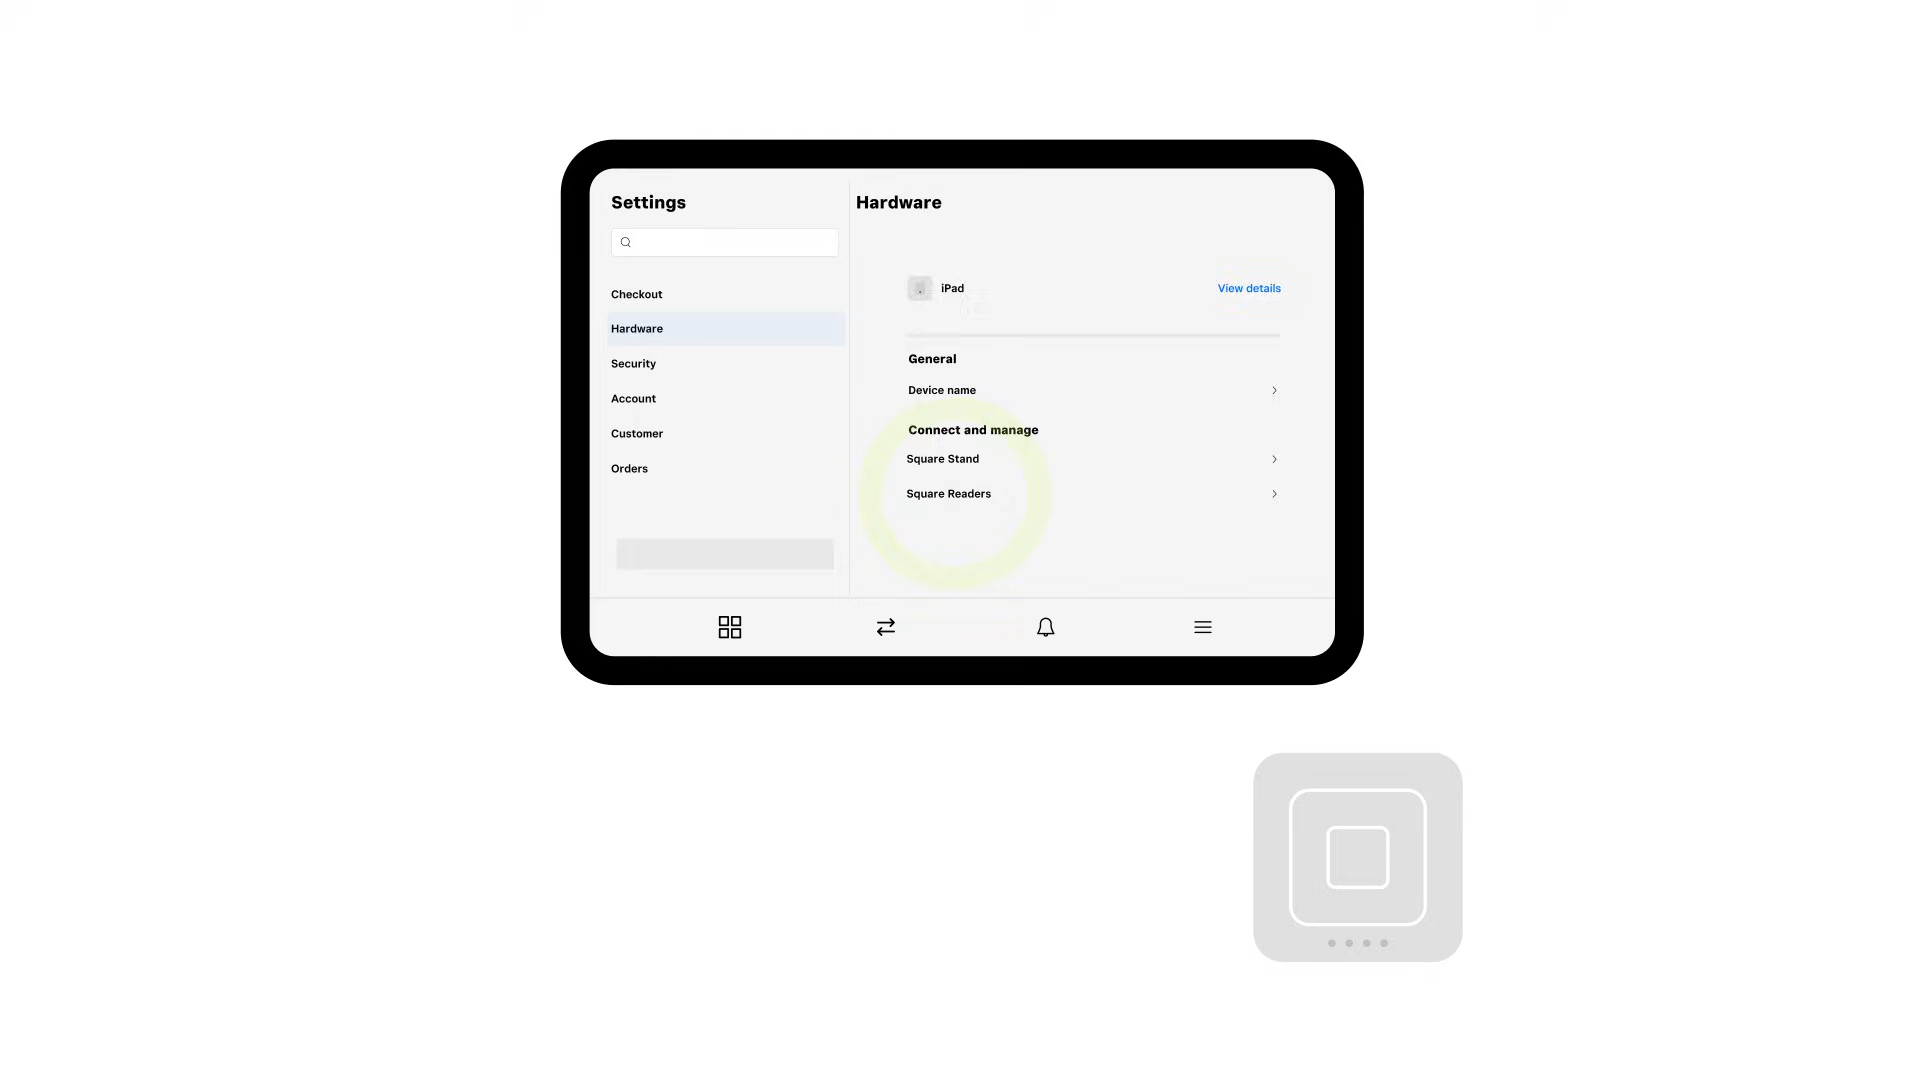 Settings
Checkout
Hardware
Security
Account
Customer
Orders
Hardware
iPad
View details
General
Device name
Connect and manage
Square Stand
Square Readers